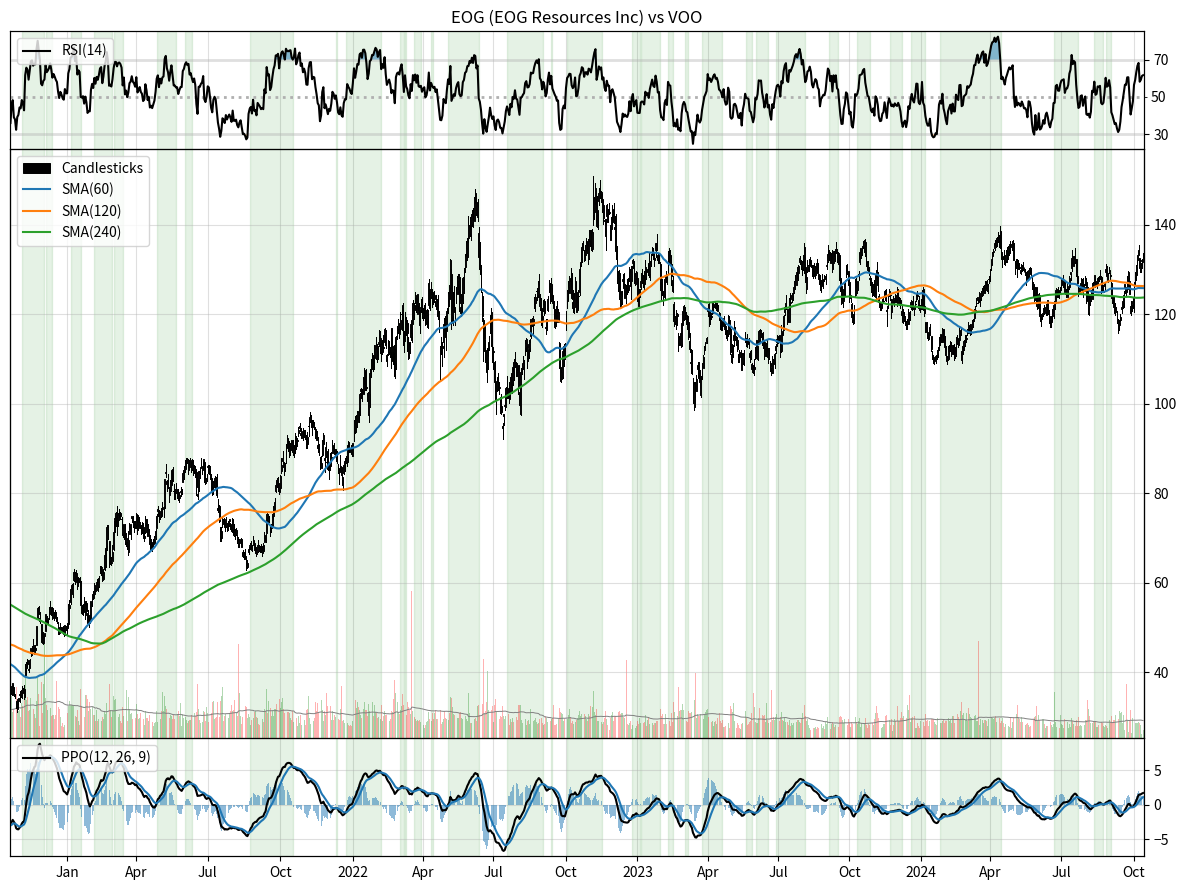 EOG (EOG Resources Inc) vs VOO
RSI(14)
70
50
30
Candlesticks
SMA(60)
SMA(120)
SMA(240)
140
120
100
80
60
40
PPO(12, 26, 9)
5
0
−5
Jan Apr Jul Oct 2022 Apr Jul Oct 2023 Apr Jul Oct 2024 Apr Jul Oct